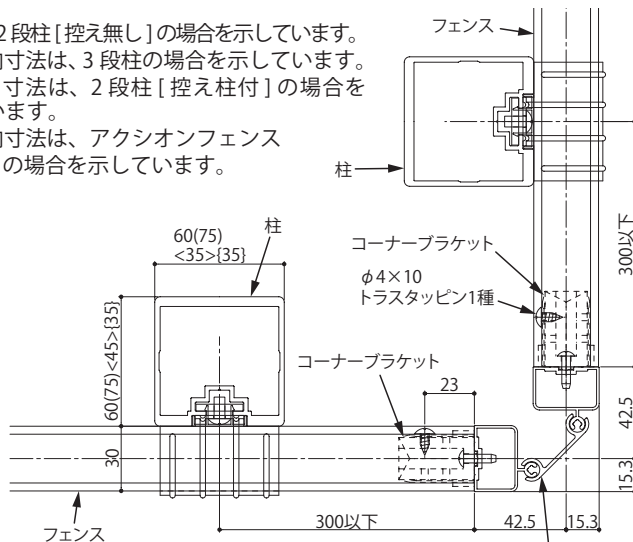 2段柱[控え無し]の場合を示しています。
寸法は、3段柱の場合を示しています。
寸法は、2段柱[控え柱付]の場合を
います。
寸法は、アクシオンフェンス
の場合を示しています。
フェンス
柱
300以下
柱
60(75)
<35>{35}
コーナーブラケット
φ4×10
トラスタッピン1種
60(75)<45>{35}
コーナーブラケット
23
42.5
30
15.3
300以下
42.5
15.3
フェンス